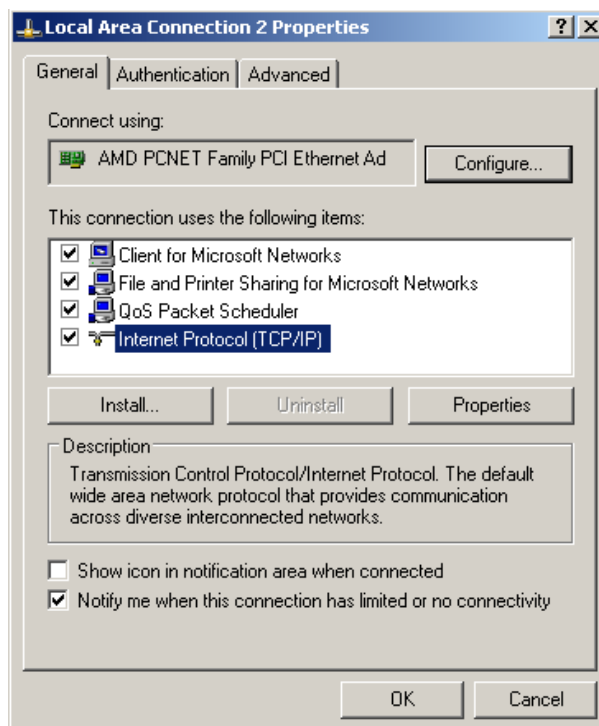 Local Area Connection 2 Properties
General Authentication Advanced
Connect using:
AMD PCNET Family PCI Ethernet Ad
Configure...
This connection uses the following items:
Client for Microsoft Networks
File and Printer Sharing for Microsoft Networks
QoS Packet Scheduler
Internet Protocol (TCP/IP)
Install... Uninstall Properties
Description
Transmission Control Protocol/Internet Protocol. The default
wide area network protocol that provides communication
across diverse interconnected networks.
Show icon in notification area when connected
Notify me when this connection has limited or no connectivity
OK Cancel